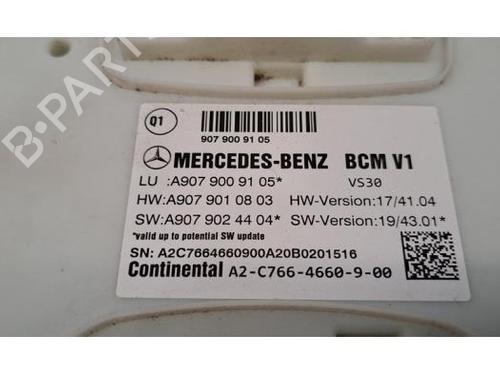 B-PARTS
Q1
907 900 91 05
MERCEDES-BENZ BCM V1
LU :A907 900 91 05* VS30
HW:A907 901 08 03 HW-Version:17/41.04
SW:A907 902 44 04* SW-Version:19/43.01*
*valid up to potential SW update
SN: A2C7664660900A20B0201516
Continental A2-C766-4660-9-00